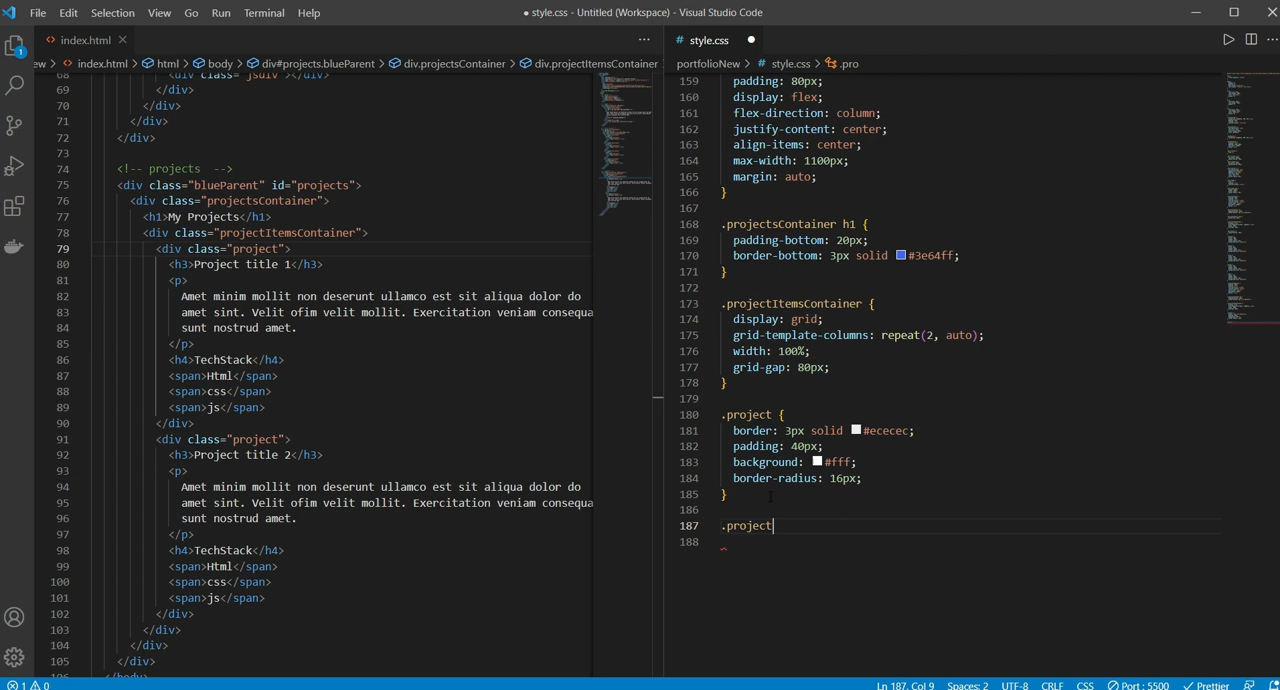 File Edit Selection View Go Run Terminal Help
● style.css - Untitled (Workspace) - Visual Studio Code
<> index.html ×
ew > <> index.html > html > body > div#projects.blueParent > div.projectsContainer > div.projectItemsContainer
68 <div class="jsdiv"></div>
69 </div>
70 </div>
71 </div>
72 </div>
73
74 <!-- projects  -->
75 <div class="blueParent" id="projects">
76 <div class="projectsContainer">
77 <h1>My Projects</h1>
78 <div class="projectItemsContainer">
79 <div class="project">
80 <h3>Project title 1</h3>
81 <p>
82 Amet minim mollit non deserunt ullamco est sit aliqua dolor do
83 amet sint. Velit ofim velit mollit. Exercitation veniam consequa
84 sunt nostrud amet.
85 </p>
86 <h4>TechStack</h4>
87 <span>Html</span>
88 <span>css</span>
89 <span>js</span>
90 </div>
91 <div class="project">
92 <h3>Project title 2</h3>
93 <p>
94 Amet minim mollit non deserunt ullamco est sit aliqua dolor do
95 amet sint. Velit ofim velit mollit. Exercitation veniam consequa
96 sunt nostrud amet.
97 </p>
98 <h4>TechStack</h4>
99 <span>Html</span>
100 <span>css</span>
101 <span>js</span>
102 </div>
103 </div>
104 </div>
105 </div>
106 </body>
# style.css ●
portfolioNew > # style.css > .pro
159 padding: 80px;
160 display: flex;
161 flex-direction: column;
162 justify-content: center;
163 align-items: center;
164 max-width: 1100px;
165 margin: auto;
166 }
167
168 .projectsContainer h1 {
169 padding-bottom: 20px;
170 border-bottom: 3px solid #3e64ff;
171 }
172
173 .projectItemsContainer {
174 display: grid;
175 grid-template-columns: repeat(2, auto);
176 width: 100%;
177 grid-gap: 80px;
178 }
179
180 .project {
181 border: 3px solid #ececec;
182 padding: 40px;
183 background: #fff;
184 border-radius: 16px;
185 }
186
187 .project
188
1
1 0
Ln 187, Col 9 Spaces: 2 UTF-8 CRLF CSS Port : 5500 Prettier